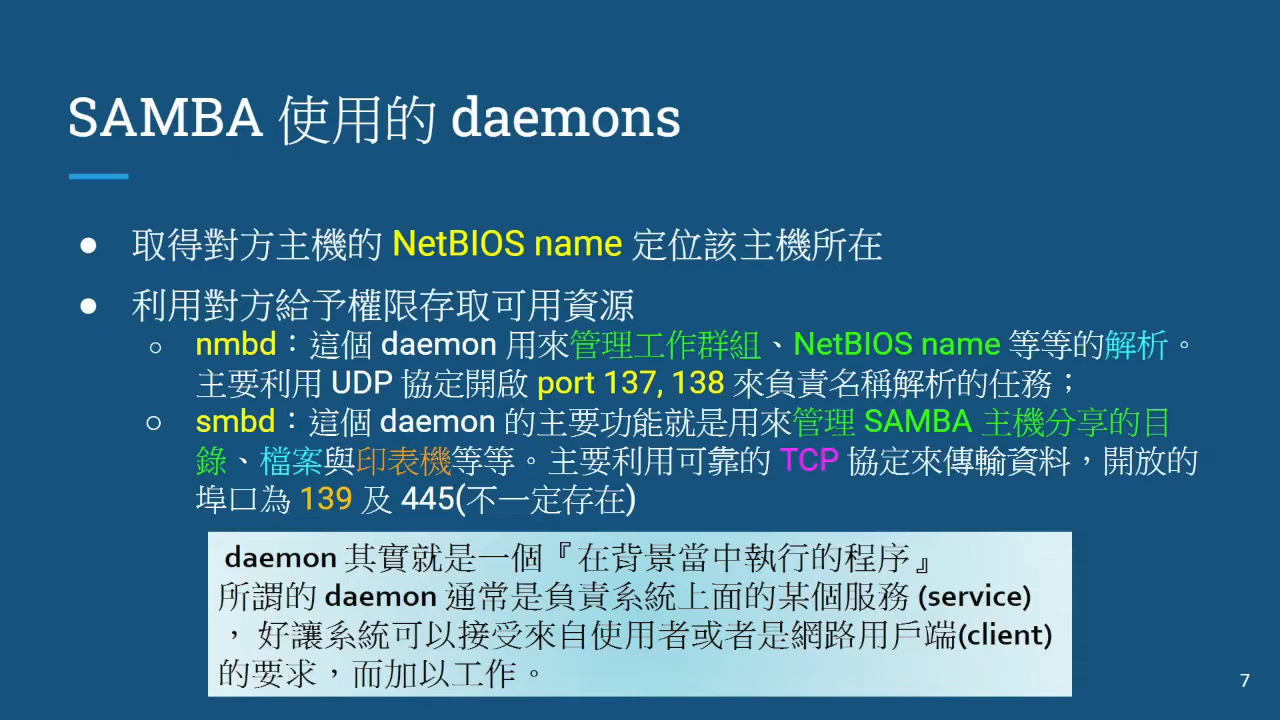 SAMBA 使用的 daemons
● 取得對方主機的 NetBIOS name 定位該主機所在
● 利用對方給予權限存取可用資源
○ nmbd：這個 daemon 用來管理工作群組、NetBIOS name 等等的解析。
主要利用 UDP 協定開啟 port 137, 138 來負責名稱解析的任務；
○ smbd：這個 daemon 的主要功能就是用來管理 SAMBA 主機分享的目
錄、檔案與印表機等等。主要利用可靠的 TCP 協定來傳輸資料，開放的
埠口為 139 及 445(不一定存在)
daemon 其實就是一個『在背景當中執行的程序』
所謂的 daemon 通常是負責系統上面的某個服務 (service)
， 好讓系統可以接受來自使用者或者是網路用戶端(client)
的要求，而加以工作。
7